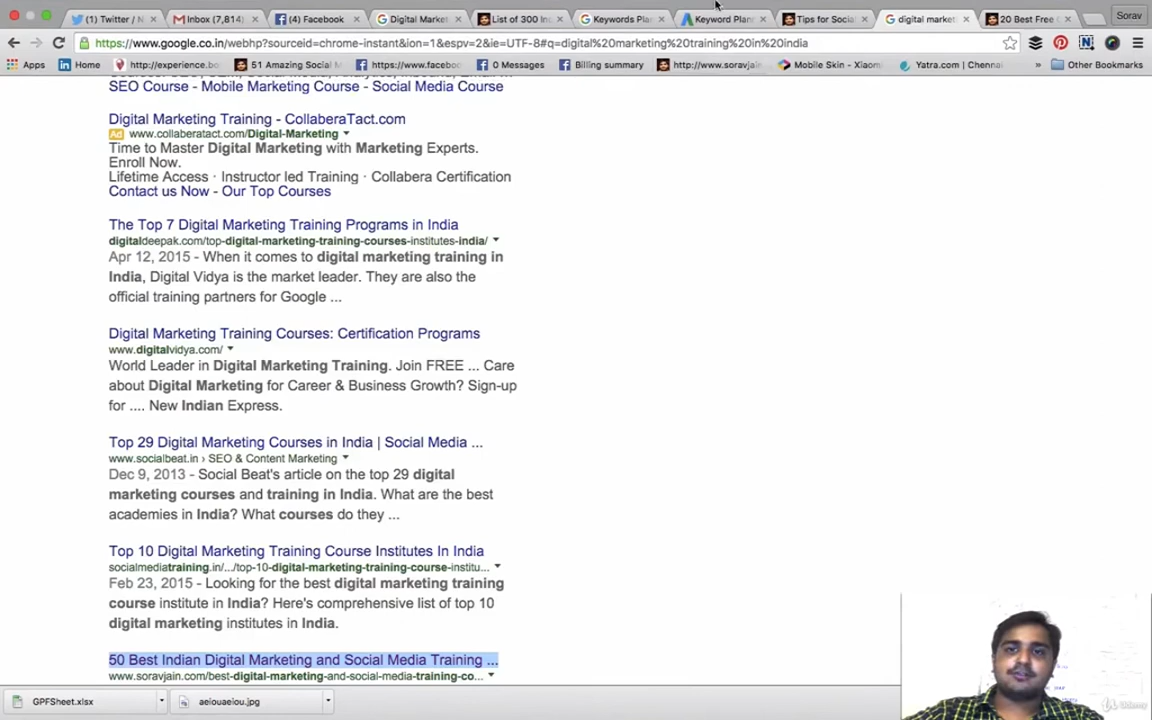 (1) Twitter / N
Inbox (7,814)
(4) Facebook
Digital Market
List of 300 In
Keywords Plan
Keyword Plan
Tips for Social
digital market
20 Best Free
Sorav
https://www.google.co.in/webhp?sourceid=chrome-instant&ion=1&espv=2&ie=UTF-8#q=digital%20marketing%20training%20in%20india
Apps
Home
http://experience.bo
51 Amazing Social M
https://www.facebo
0 Messages
Billing summary
http://www.soravjain
Mobile Skin - Xiaomi
Yatra.com | Chennai
»
Other Bookmarks
SEO Course - Mobile Marketing Course - Social Media Course
Digital Marketing Training - CollaberaTact.com
Ad www.collaberatact.com/Digital-Marketing
Time to Master Digital Marketing with Marketing Experts.
Enroll Now.
Lifetime Access · Instructor led Training · Collabera Certification
Contact us Now - Our Top Courses
The Top 7 Digital Marketing Training Programs in India
digitaldeepak.com/top-digital-marketing-training-courses-institutes-india/
Apr 12, 2015 - When it comes to digital marketing training in
India, Digital Vidya is the market leader. They are also the
official training partners for Google ...
Digital Marketing Training Courses: Certification Programs
www.digitalvidya.com/
World Leader in Digital Marketing Training. Join FREE ... Care
about Digital Marketing for Career & Business Growth? Sign-up
for .... New Indian Express.
Top 29 Digital Marketing Courses in India | Social Media ...
www.socialbeat.in › SEO & Content Marketing
Dec 9, 2013 - Social Beat's article on the top 29 digital
marketing courses and training in India. What are the best
academies in India? What courses do they ...
Top 10 Digital Marketing Training Course Institutes In India
socialmediatraining.in/.../top-10-digital-marketing-training-course-institu...
Feb 23, 2015 - Looking for the best digital marketing training
course institute in India? Here's comprehensive list of top 10
digital marketing institutes in India.
50 Best Indian Digital Marketing and Social Media Training ...
www.soravjain.com/best-digital-marketing-and-social-media-training-co...
GPFSheet.xlsx
aeiouaeiou.jpg
Udemy